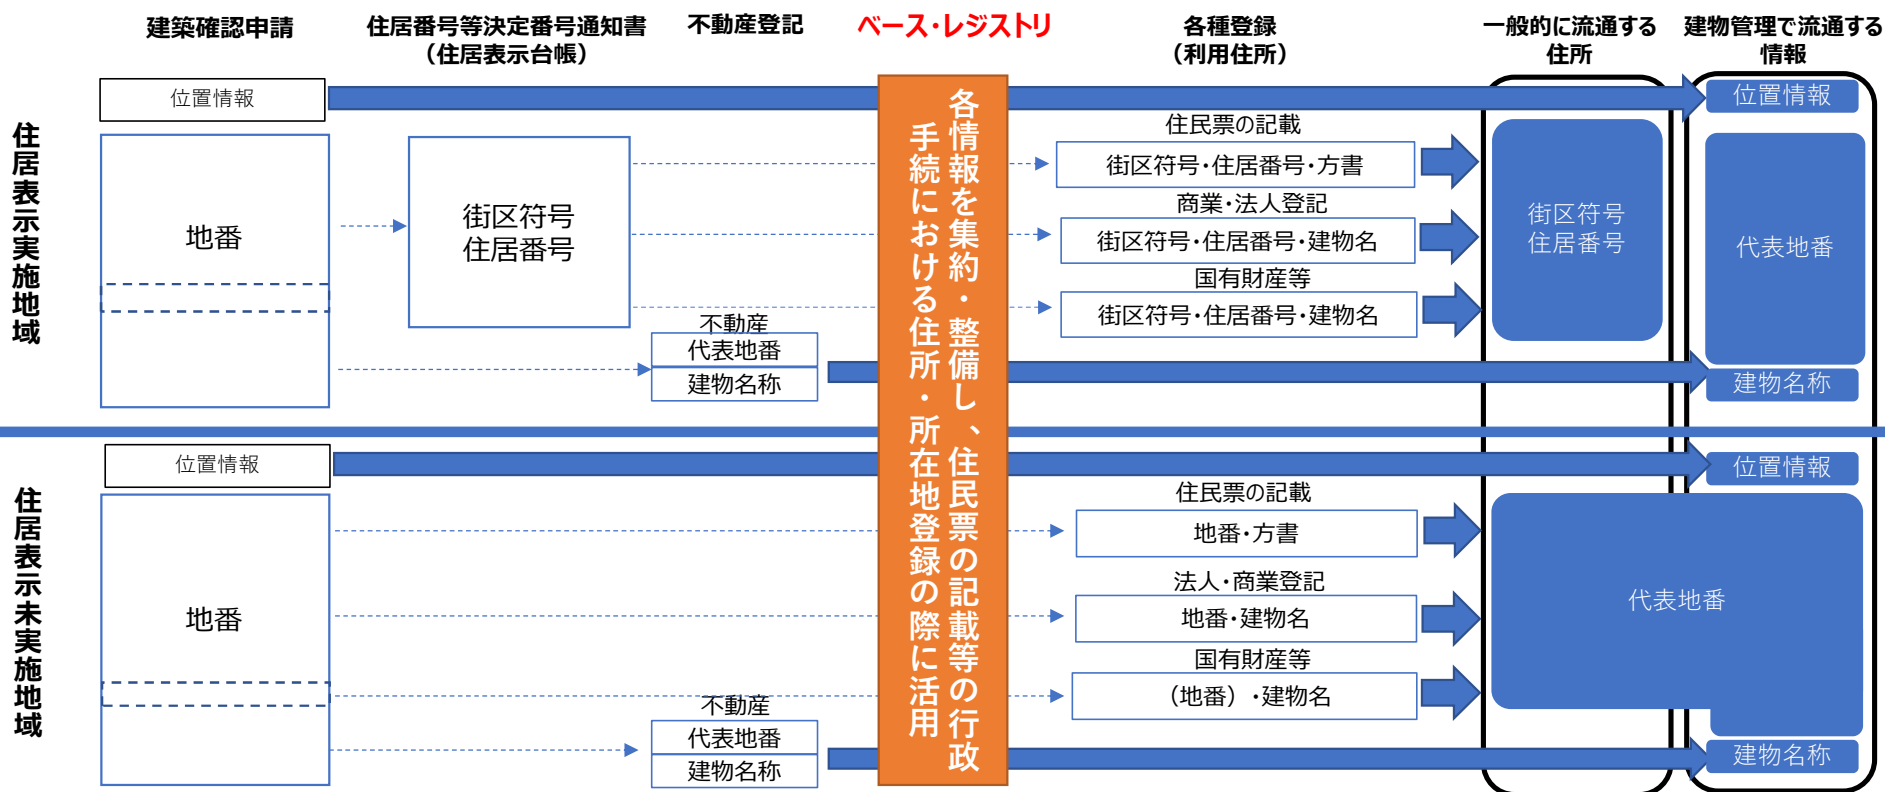 建築確認申請
住居番号等決定番号通知書
（住居表示台帳）
不動産登記
ベース・レジストリ
各種登録
（利用住所）
一般的に流通する
住所
建物管理で流通する
情報
住居表示実施地域
位置情報
地番
街区符号
住居番号
不動産
代表地番
建物名称
各情報を集約・整備し、住民票の記載等の行政
手続における住所・所在地登録の際に活用
住民票の記載
街区符号・住居番号・方書
商業・法人登記
街区符号・住居番号・建物名
国有財産等
街区符号・住居番号・建物名
街区符号
住居番号
位置情報
代表地番
建物名称
住居表示未実施地域
位置情報
地番
不動産
代表地番
建物名称
住民票の記載
地番・方書
法人・商業登記
地番・建物名
国有財産等
（地番）・建物名
位置情報
代表地番
建物名称